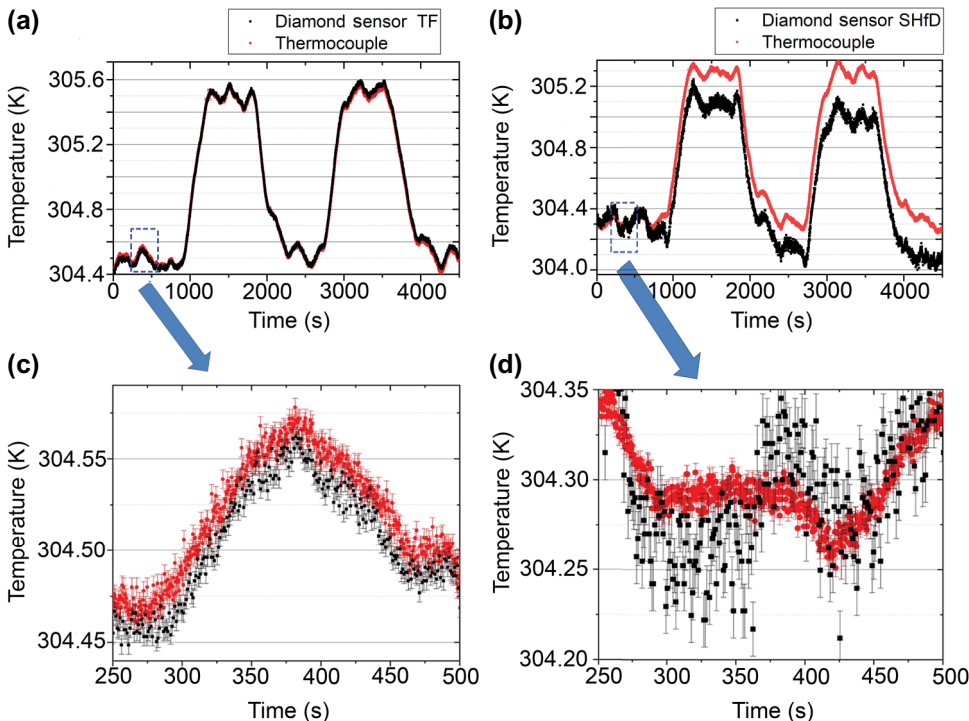 (a)
Diamond sensor TF
Thermocouple
Temperature (K)
305.6
305.2
304.8
304.4
0 1000 2000 3000 4000
Time (s)
(b)
Diamond sensor SHfD
Thermocouple
Temperature (K)
305.2
304.8
304.4
304.0
0 1000 2000 3000 4000
Time (s)
(c)
Temperature (K)
304.55
304.50
304.45
250 300 350 400 450 500
Time (s)
(d)
Temperature (K)
304.35
304.30
304.25
304.20
250 300 350 400 450 500
Time (s)